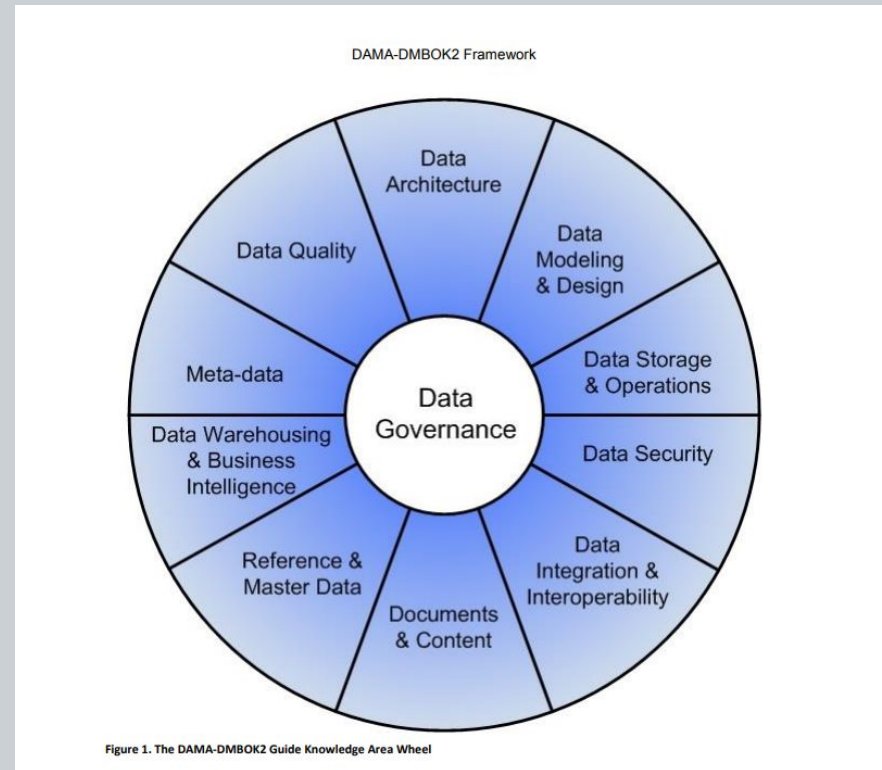 DAMA-DMBOK2 Framework
Data
Architecture
Data
Modeling
& Design
Data Storage
& Operations
Data Security
Data
Integration &
Interoperability
Documents
& Content
Reference &
Master Data
Data Warehousing
& Business
Intelligence
Meta-data
Data Quality
Data
Governance
Figure 1. The DAMA-DMBOK2 Guide Knowledge Area Wheel